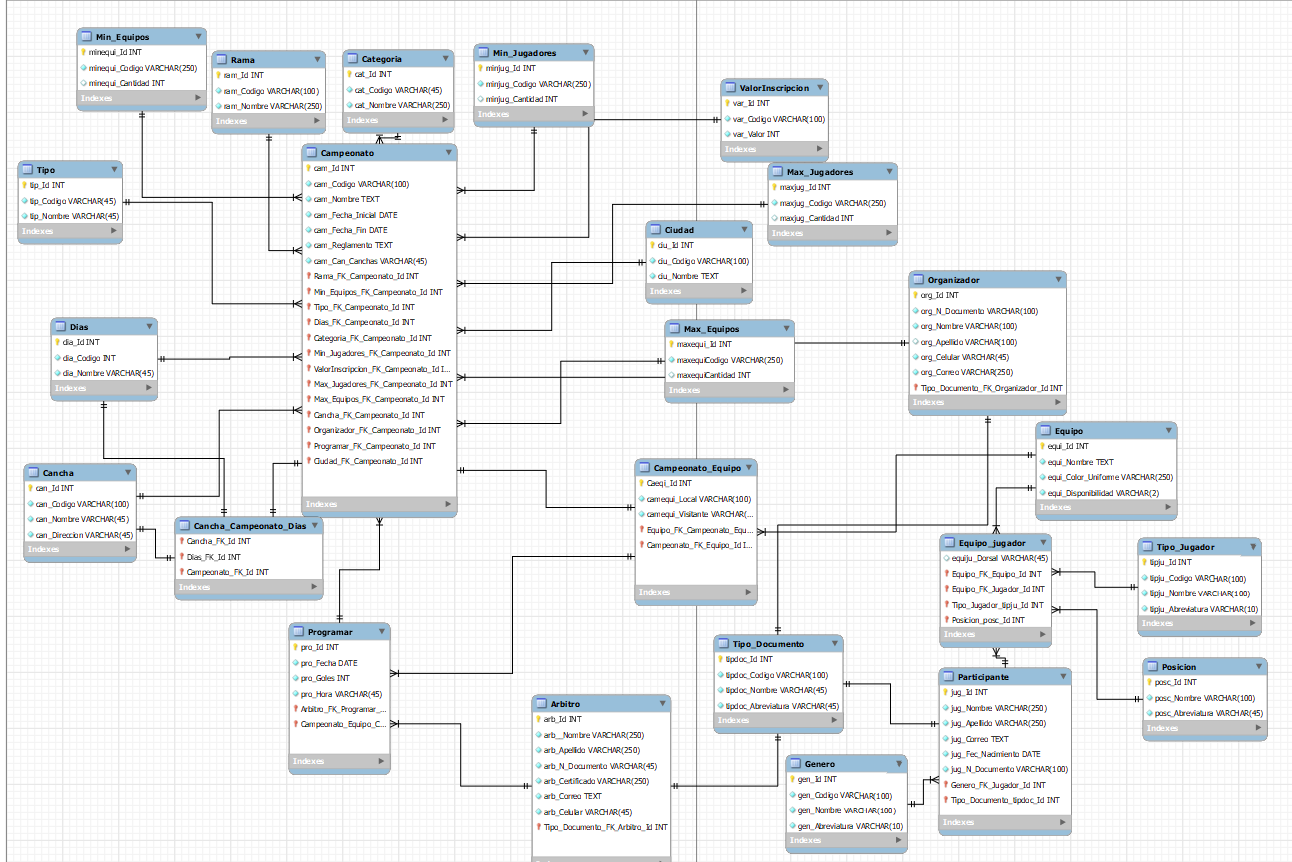 Min_Equipos
minequi_Id INT
minequi_Codigo VARCHAR(250)
minequi_Cantidad INT
Indexes
Rama
ram_Id INT
ram_Codigo VARCHAR(100)
ram_Nombre VARCHAR(250)
Indexes
Categoria
cat_Id INT
cat_Codigo VARCHAR(45)
cat_Nombre VARCHAR(250)
Indexes
Min_Jugadores
minjug_Id INT
minjug_Codigo VARCHAR(250)
minjug_Cantidad INT
Indexes
ValorInscripcion
var_Id INT
var_Codigo VARCHAR(100)
var_Valor INT
Indexes
Tipo
tip_Id INT
tip_Codigo VARCHAR(45)
tip_Nombre VARCHAR(45)
Indexes
Campeonato
cam_Id INT
cam_Codigo VARCHAR(100)
cam_Nombre TEXT
cam_Fecha_Inicial DATE
cam_Fecha_Fin DATE
cam_Reglamento TEXT
cam_Can_Canchas VARCHAR(45)
Rama_FK_Campeonato_Id INT
Min_Equipos_FK_Campeonato_Id INT
Tipo_FK_Campeonato_Id INT
Dias_FK_Campeonato_Id INT
Categoria_FK_Campeonato_Id INT
Min_Jugadores_FK_Campeonato_Id INT
ValorInscripcion_FK_Campeonato_Id I...
Max_Jugadores_FK_Campeonato_Id INT
Max_Equipos_FK_Campeonato_Id INT
Cancha_FK_Campeonato_Id INT
Organizador_FK_Campeonato_Id INT
Programar_FK_Campeonato_Id INT
Ciudad_FK_Campeonato_Id INT
Indexes
Max_Jugadores
maxjug_Id INT
maxjug_Codigo VARCHAR(250)
maxjug_Cantidad INT
Indexes
Ciudad
ciu_Id INT
ciu_Codigo VARCHAR(100)
ciu_Nombre TEXT
Indexes
Organizador
org_Id INT
org_N_Documento VARCHAR(100)
org_Nombre VARCHAR(100)
org_Apellido VARCHAR(100)
org_Celular VARCHAR(45)
org_Correo VARCHAR(250)
Tipo_Documento_FK_Organizador_Id INT
Indexes
Dias
dia_Id INT
dia_Codigo INT
dia_Nombre VARCHAR(45)
Indexes
Max_Equipos
maxequi_Id INT
maxequiCodigo VARCHAR(250)
maxequiCantidad INT
Indexes
Equipo
equi_Id INT
equi_Nombre TEXT
equi_Color_Uniforme VARCHAR(250)
equi_Disponibilidad VARCHAR(2)
Indexes
Cancha
can_Id INT
can_Codigo VARCHAR(100)
can_Nombre VARCHAR(45)
can_Direccion VARCHAR(45)
Indexes
Campeonato_Equipo
Caeqi_Id INT
camequi_Local VARCHAR(100)
camequi_Visitante VARCHAR(...
Equipo_FK_Campeonato_Equ...
Campeonato_FK_Equipo_Id I...
Indexes
Cancha_Campeonato_Dias
Cancha_FK_Id INT
Dias_FK_Id INT
Campeonato_FK_Id INT
Indexes
Equipo_jugador
equiju_Dorsal VARCHAR(45)
Equipo_FK_Equipo_Id INT
Equipo_FK_Jugador_Id INT
Tipo_Jugador_tipju_Id INT
Posicion_posc_Id INT
Indexes
Tipo_Jugador
tipju_Id INT
tipju_Codigo VARCHAR(100)
tipju_Nombre VARCHAR(100)
tipju_Abreviatura VARCHAR(10)
Indexes
Programar
pro_Id INT
pro_Fecha DATE
pro_Goles INT
pro_Hora VARCHAR(45)
Arbitro_FK_Programar_...
Campeonato_Equipo_C...
Indexes
Tipo_Documento
tipdoc_Id INT
tipdoc_Codigo VARCHAR(100)
tipdoc_Nombre VARCHAR(45)
tipdoc_Abreviatura VARCHAR(45)
Indexes
Participante
jug_Id INT
jug_Nombre VARCHAR(250)
jug_Apellido VARCHAR(250)
jug_Correo TEXT
jug_Fec_Nacimiento DATE
jug_N_Documento VARCHAR(100)
Genero_FK_Jugador_Id INT
Tipo_Documento_tipdoc_Id INT
Indexes
Posicion
posc_Id INT
posc_Nombre VARCHAR(100)
posc_Abreviatura VARCHAR(45)
Indexes
Arbitro
arb_Id INT
arb__Nombre VARCHAR(250)
arb_Apellido VARCHAR(250)
arb_N_Documento VARCHAR(45)
arb_Certificado VARCHAR(250)
arb_Correo TEXT
arb_Celular VARCHAR(45)
Tipo_Documento_FK_Arbitro_Id INT
Genero
gen_Id INT
gen_Codigo VARCHAR(100)
gen_Nombre VARCHAR(100)
gen_Abreviatura VARCHAR(10)
Indexes